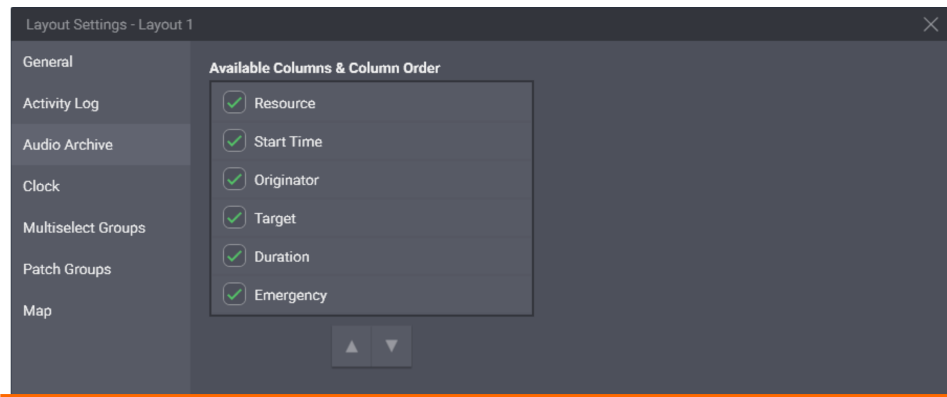 Layout Settings - Layout 1
General
Activity Log
Audio Archive
Clock
Multiselect Groups
Patch Groups
Map
Available Columns & Column Order
Resource
Start Time
Originator
Target
Duration
Emergency